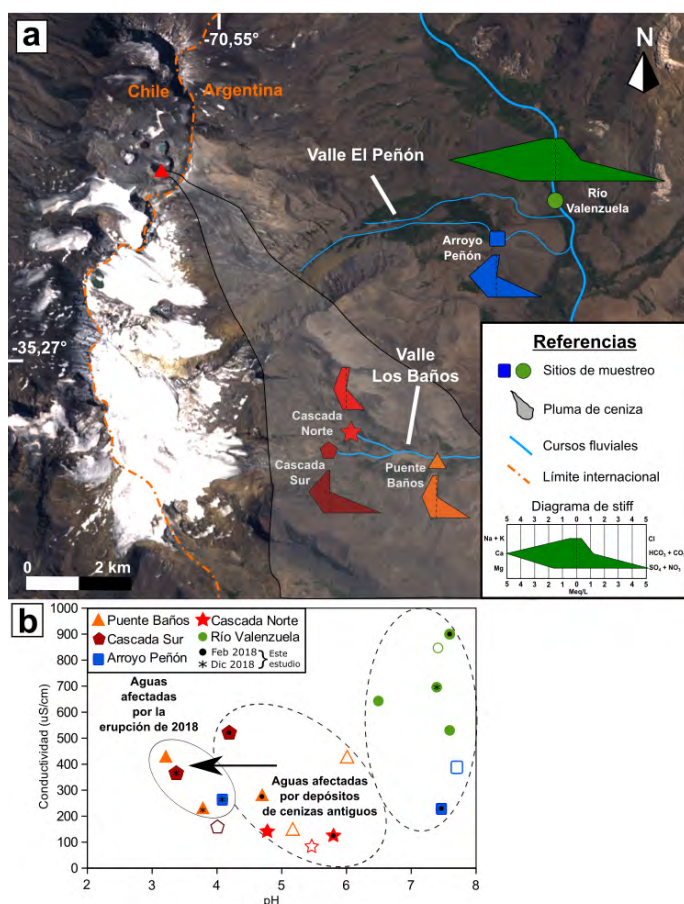 a
-70,55°
N
Chile
Argentina
Valle El Peñón
Río
Valenzuela
Arroyo
Peñón
-35,27°
Valle
Los Baños
Cascada
Norte
Cascada
Sur
Puente
Baños
0 2 km
Referencias
Sitios de muestreo
Pluma de ceniza
Cursos fluviales
Límite internacional
Diagrama de stiff
5 4 3 2 1 0 1 2 3 4 5
Na + K Cl
Ca HCO3 + CO
Mg SO4 + NO3
5 4 3 2 1 0 1 2 3 4 5
Meq/L
b
Puente Baños
Cascada Norte
Cascada Sur
Río Valenzuela
Arroyo Peñón
Feb 2018
Dic 2018
Este
estudio
Aguas
afectadas
por la
erupción de 2018
Aguas afectadas
por depósitos
de cenizas antiguos
Conductividad (uS/cm)
1000
900
800
700
600
500
400
300
200
100
0
2 3 4 5 6 7 8
pH